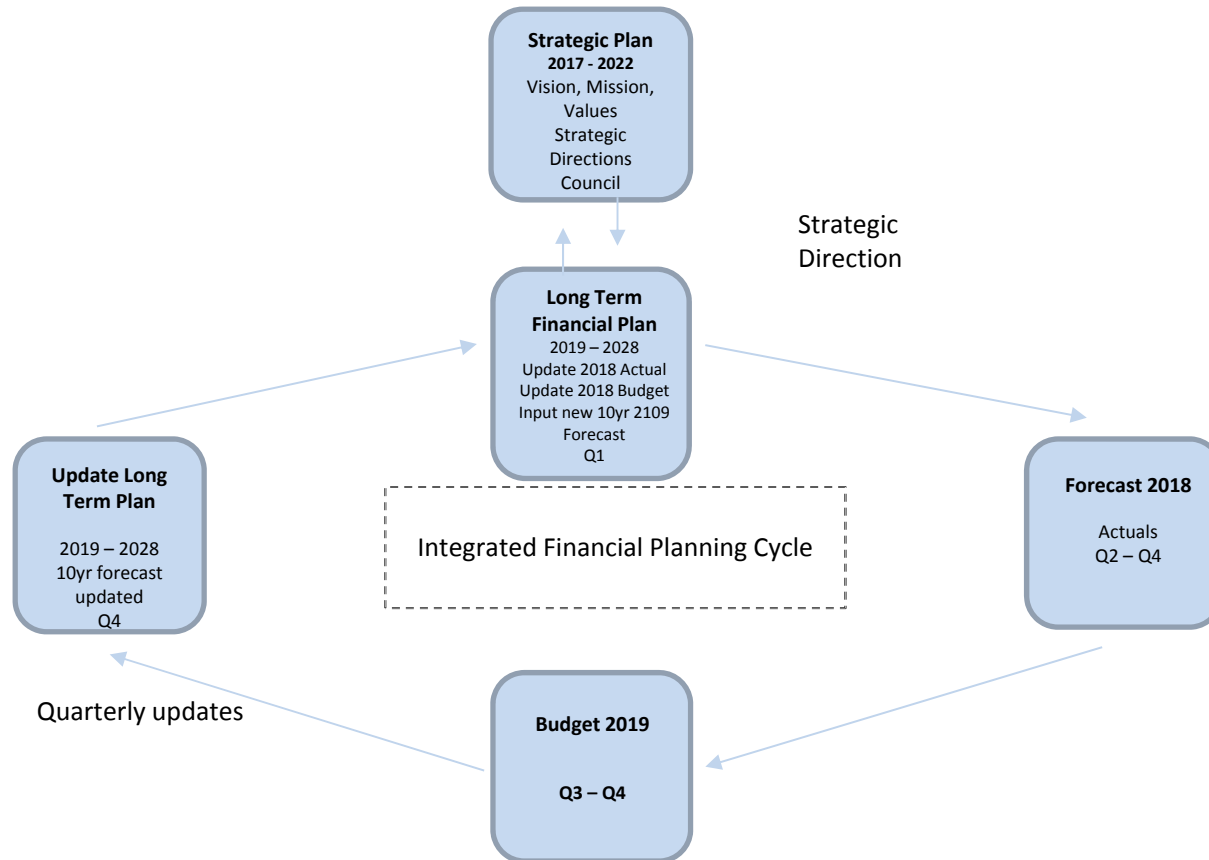 Strategic Plan
2017 - 2022
Vision, Mission,
Values
Strategic
Directions
Council
Strategic
Direction
Long Term
Financial Plan
2019 – 2028
Update 2018 Actual
Update 2018 Budget
Input new 10yr 2109
Forecast
Q1
Update Long
Term Plan
2019 – 2028
10yr forecast
updated
Q4
Integrated Financial Planning Cycle
Forecast 2018
Actuals
Q2 – Q4
Quarterly updates
Budget 2019
Q3 – Q4